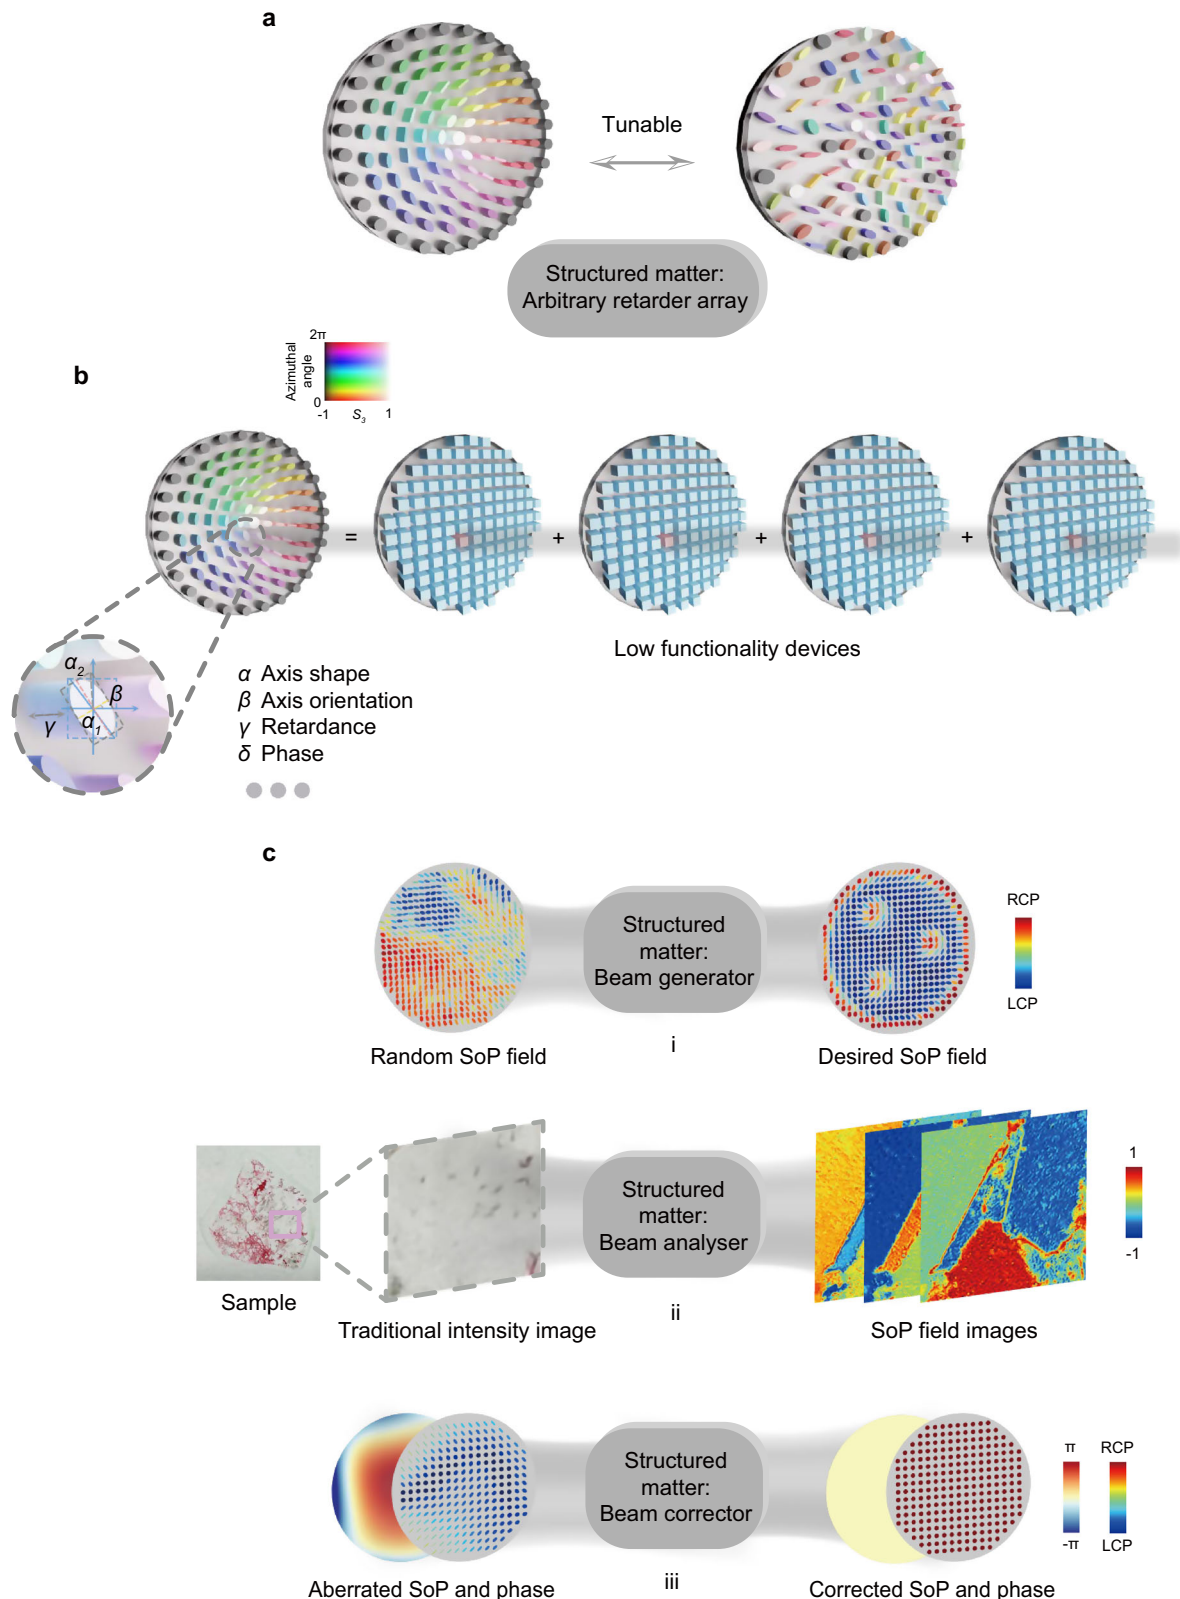 a
Tunable
Structured matter:
Arbitrary retarder array
b
2π
Azimuthal
angle
0
-1
S₃
1
=
+
+
+
Low functionality devices
α₂
β
α₁
γ
α Axis shape
β Axis orientation
γ Retardance
δ Phase
c
Structured
matter:
Beam generator
RCP
LCP
i
Random SoP field
Desired SoP field
Structured
matter:
Beam analyser
1
-1
Sample
ii
Traditional intensity image
SoP field images
Structured
matter:
Beam corrector
π
RCP
-π
LCP
iii
Aberrated SoP and phase
Corrected SoP and phase